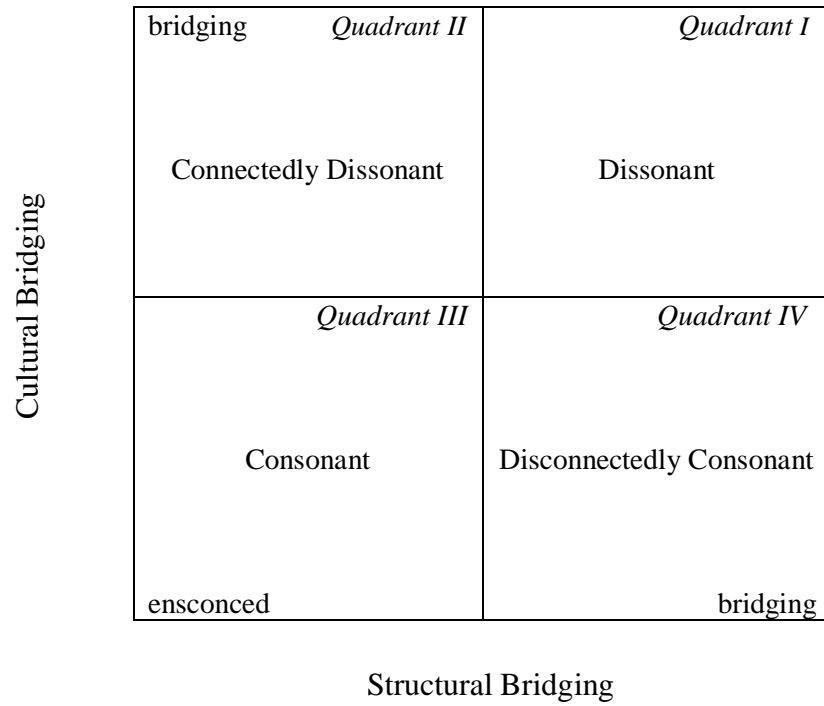 bridging Quadrant II Quadrant I
Connectedly Dissonant Dissonant
Cultural Bridging
Quadrant III Quadrant IV
Consonant Disconnectedly Consonant
ensconced bridging
Structural Bridging